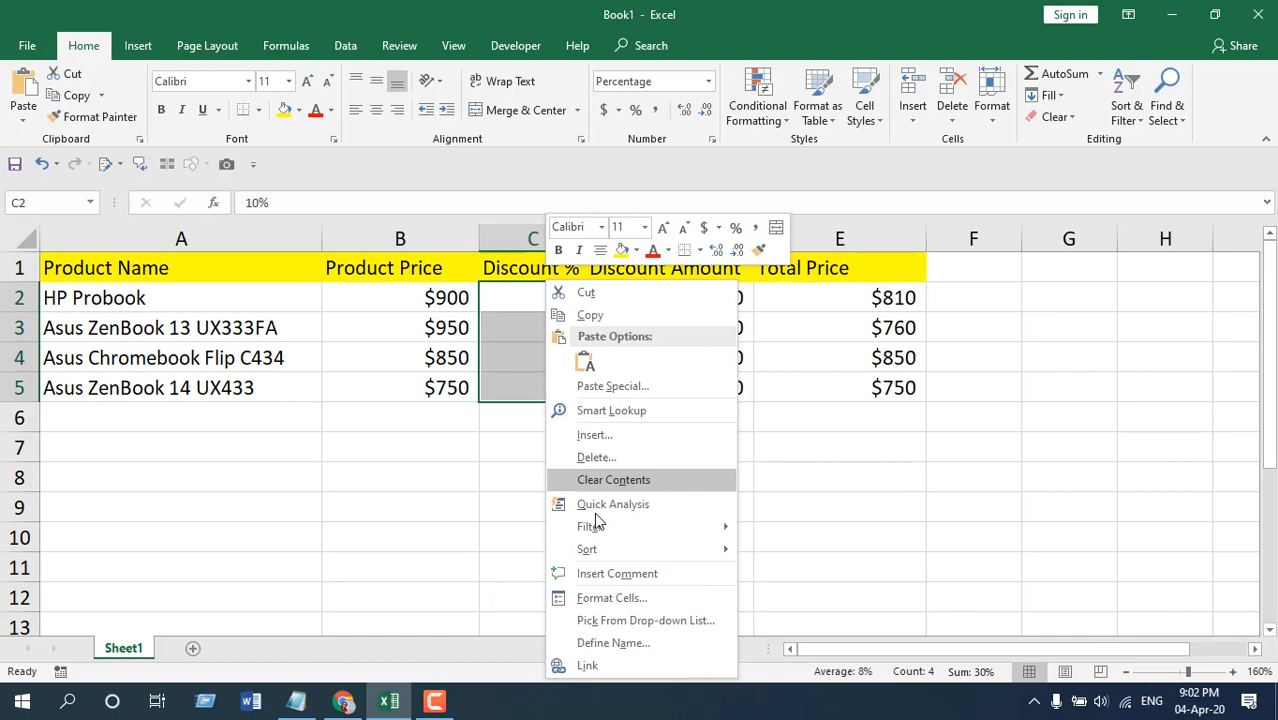 Book1 - Excel
Sign in
File Home Insert Page Layout Formulas Data Review View Developer Help Search Share
Paste
Cut
Copy
Format Painter
Clipboard
Calibri 11
B I U
Font
Wrap Text
Merge & Center
Alignment
Percentage
$ % ,
Number
Conditional Formatting
Format as Table
Cell Styles
Styles
Insert
Delete
Format
Cells
AutoSum
Fill
Clear
Sort & Filter
Find & Select
Editing
C2 fx 10%
Calibri 11 $ % ,
B I A
A B C E F G H
1 Product Name Product Price Discount % Discount Amount Total Price
2 HP Probook $900 0 $810
3 Asus ZenBook 13 UX333FA $950 0 $760
4 Asus Chromebook Flip C434 $850 0 $850
5 Asus ZenBook 14 UX433 $750 0 $750
6
7
8
9
10
11
12
13
Cut
Copy
Paste Options:
Paste Special...
Smart Lookup
Insert...
Delete...
Clear Contents
Quick Analysis
Filter
Sort
Insert Comment
Format Cells...
Pick From Drop-down List...
Define Name...
Link
Sheet1
Ready Average: 8% Count: 4 Sum: 30% 160%
ENG
9:02 PM
04-Apr-20